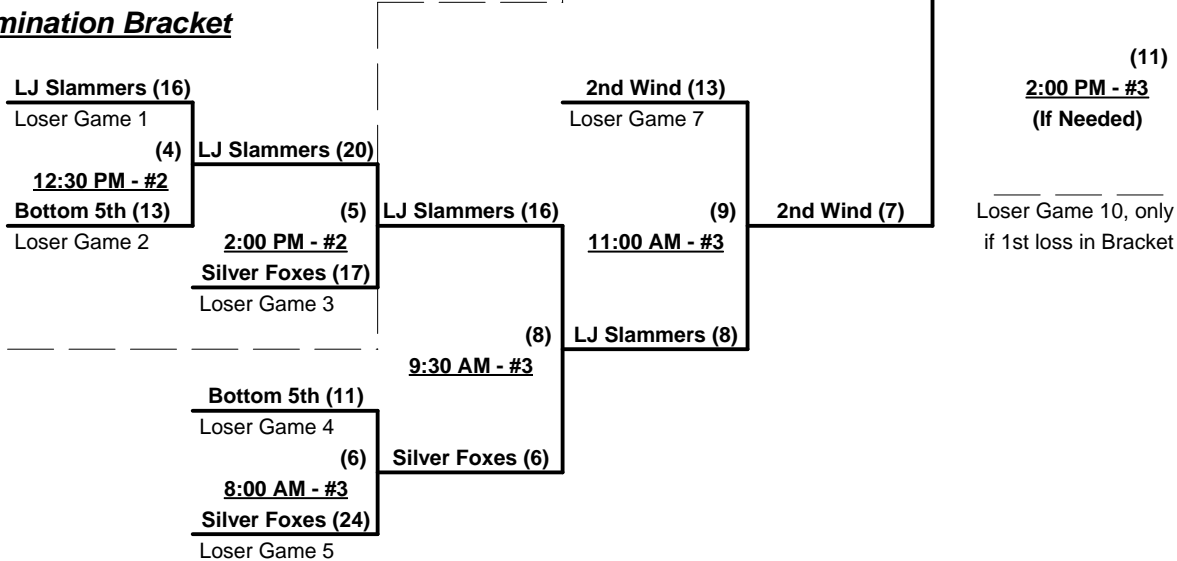 mination Bracket
(11)
LJ Slammers (16)
2nd Wind (13)
2:00 PM - #3
Loser Game 1
Loser Game 7
(If Needed)
(4)
LJ Slammers (20)
12:30 PM - #2
Bottom 5th (13)
(5)
LJ Slammers (16)
(9)
2nd Wind (7)
Loser Game 10, only
Loser Game 2
2:00 PM - #2
11:00 AM - #3
if 1st loss in Bracket
Silver Foxes (17)
Loser Game 3
(8)
LJ Slammers (8)
9:30 AM - #3
Bottom 5th (11)
Loser Game 4
(6)
Silver Foxes (6)
8:00 AM - #3
Silver Foxes (24)
Loser Game 5